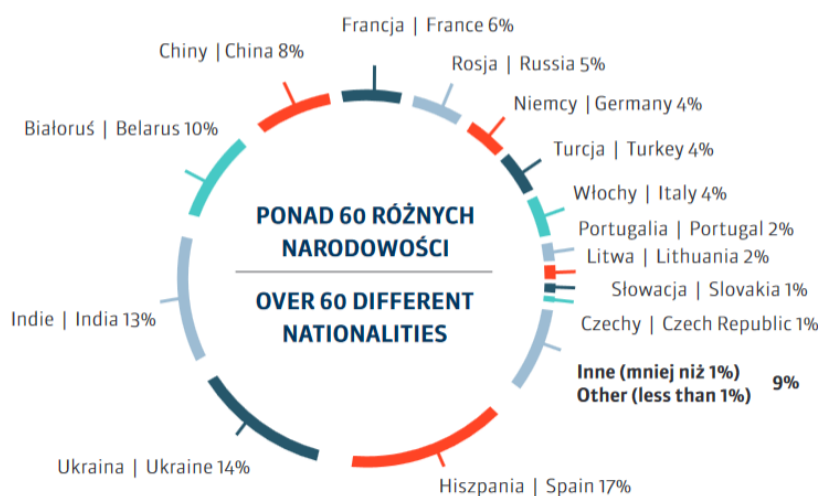 Francja | France 6%
Chiny | China 8%
Rosja | Russia 5%
Niemcy | Germany 4%
Białoruś | Belarus 10%
Turcja | Turkey 4%
Włochy | Italy 4%
PONAD 60 RÓŻNYCH
NARODOWOŚCI
Portugalia | Portugal 2%
Litwa | Lithuania 2%
Słowacja | Slovakia 1%
OVER 60 DIFFERENT
NATIONALITIES
Indie | India 13%
Czechy | Czech Republic 1%
Inne (mniej niż 1%)
Other (less than 1%) 9%
Ukraina | Ukraine 14%
Hiszpania | Spain 17%